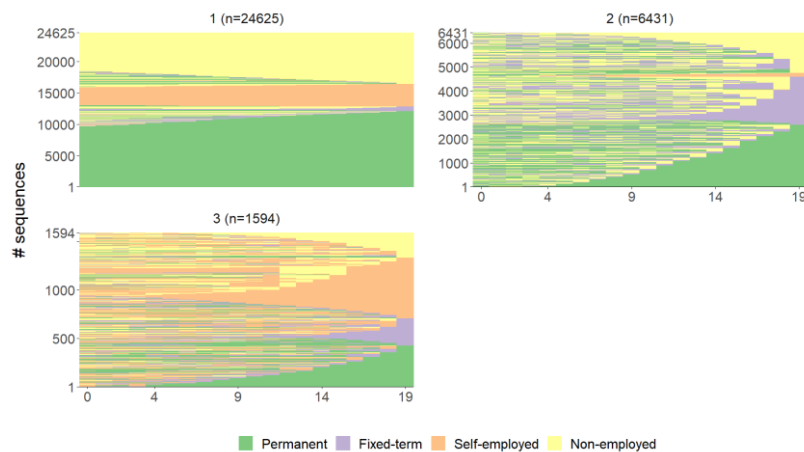 1 (n=24625)
24625
20000
15000
10000
5000
1
2 (n=6431)
6431
6000
5000
4000
3000
2000
1000
1
0 4 9 14 19
3 (n=1594)
1594
1000
500
1
0 4 9 14 19
# sequences
Permanent Fixed-term Self-employed Non-employed